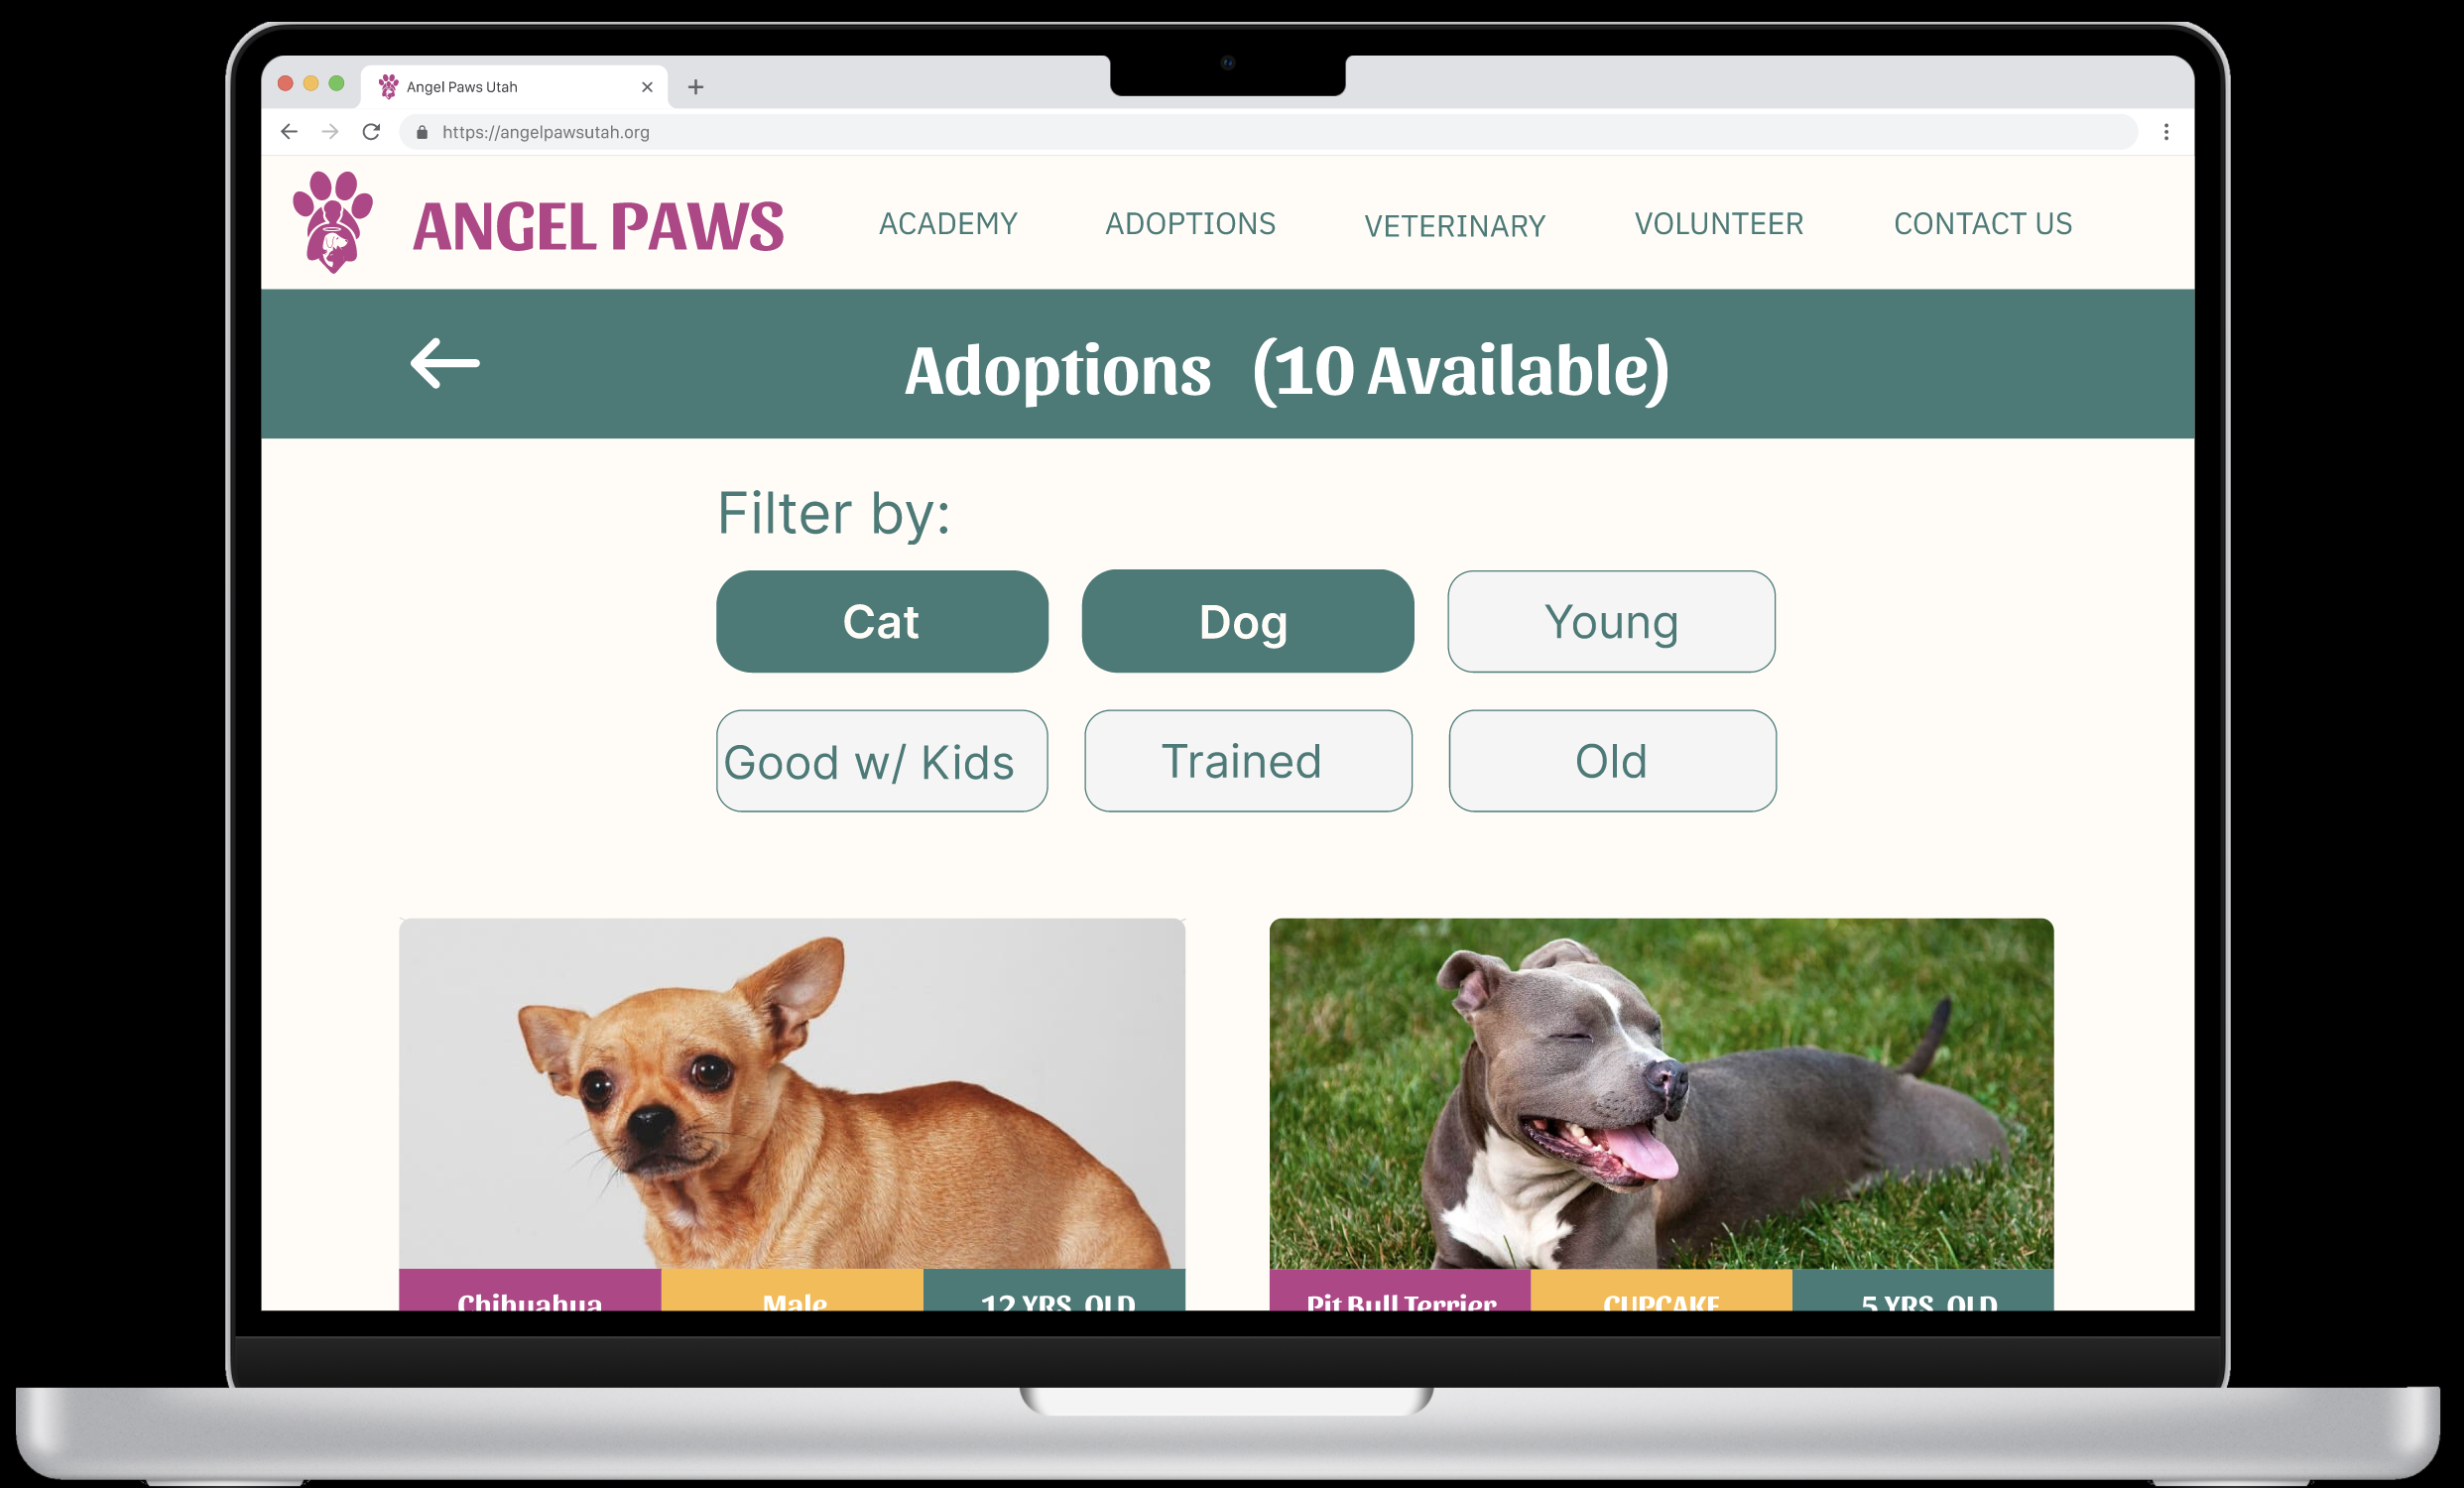 Angel Paws Utah
https://angelpawsutah.org
ANGEL PAWS
ACADEMY ADOPTIONS VETERINARY VOLUNTEER CONTACT US
Adoptions (10 Available)
Filter by:
Cat Dog Young
Good w/ Kids Trained Old
Chihuahua Male 12 YRS OLD Pit Bull Terrier CUPCAKE 5 YRS OLD